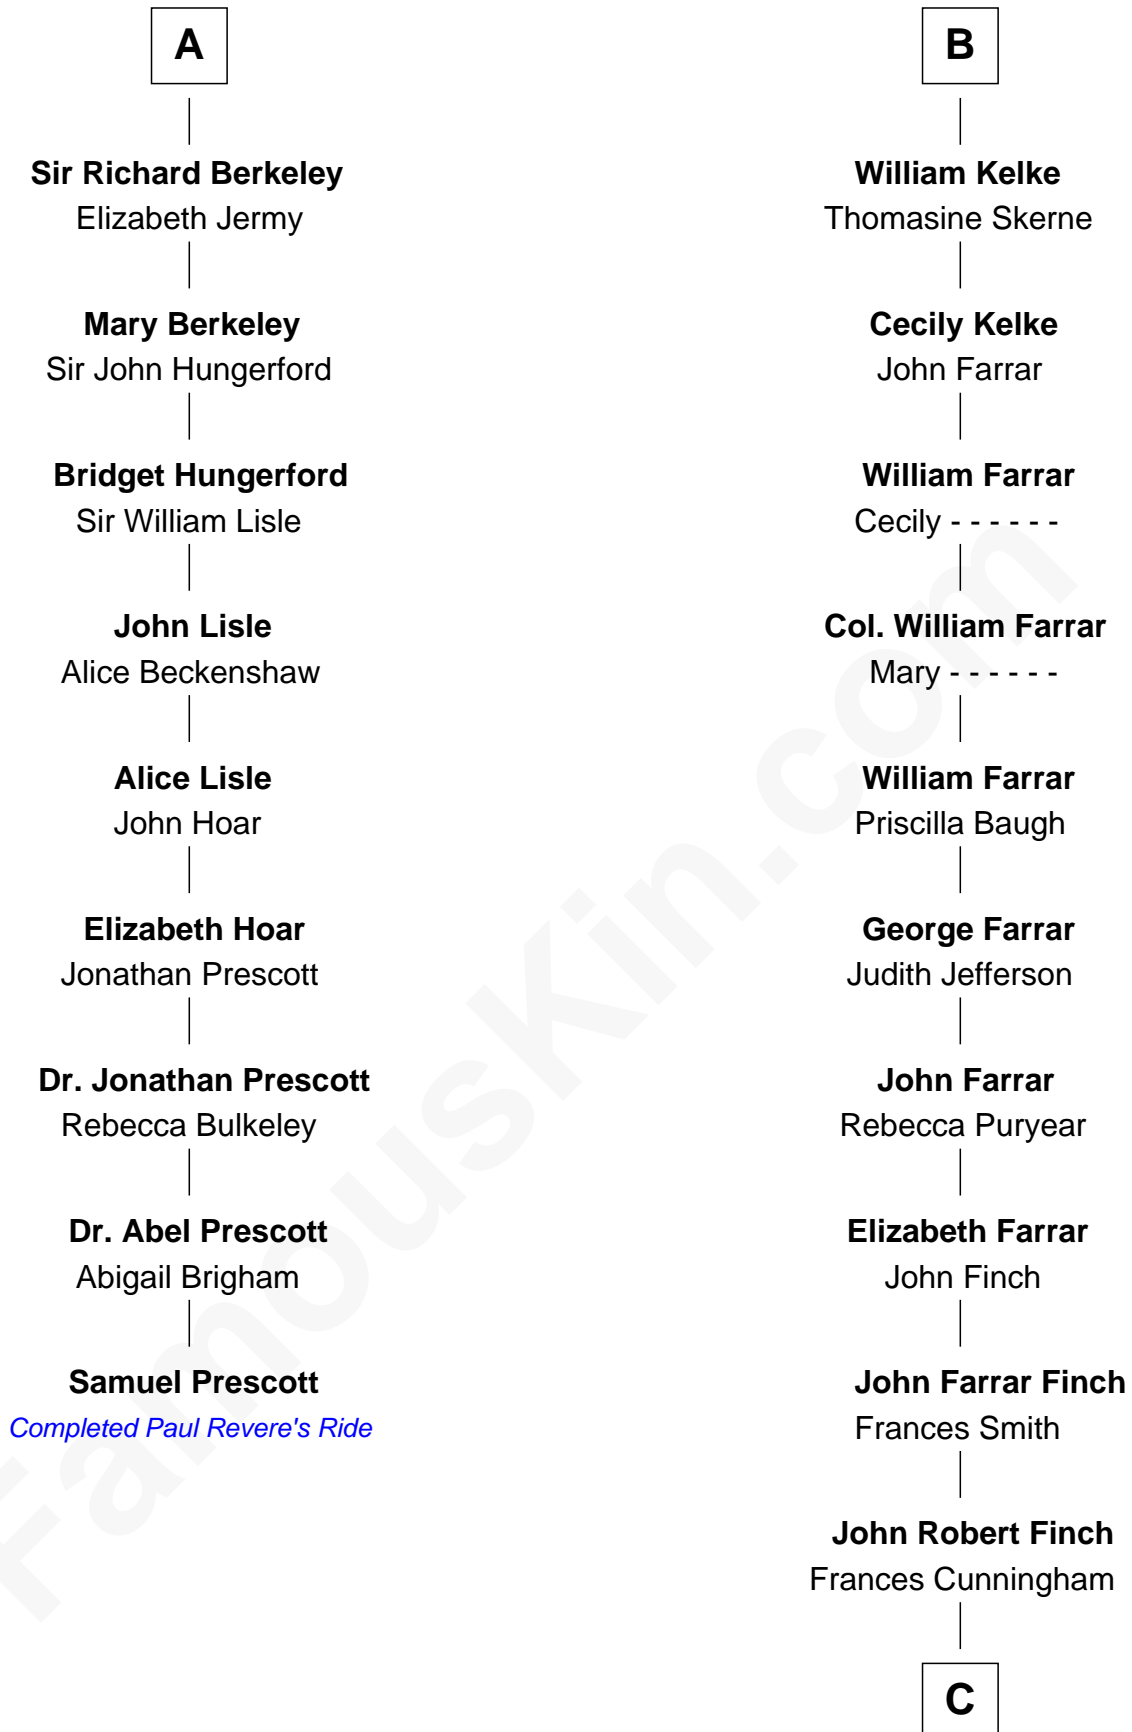 A
Sir Richard Berkeley
Elizabeth Jermy
Mary Berkeley
Sir John Hungerford
Bridget Hungerford
Sir William Lisle
John Lisle
Alice Beckenshaw
Alice Lisle
John Hoar
Elizabeth Hoar
Jonathan Prescott
Dr. Jonathan Prescott
Rebecca Bulkeley
Dr. Abel Prescott
Abigail Brigham
Samuel Prescott
Completed Paul Revere's Ride
B
William Kelke
Thomasine Skerne
Cecily Kelke
John Farrar
William Farrar
Cecily - - - - - -
Col. William Farrar
Mary - - - - - -
William Farrar
Priscilla Baugh
George Farrar
Judith Jefferson
John Farrar
Rebecca Puryear
Elizabeth Farrar
John Finch
John Farrar Finch
Frances Smith
John Robert Finch
Frances Cunningham
C
FamousKin.com